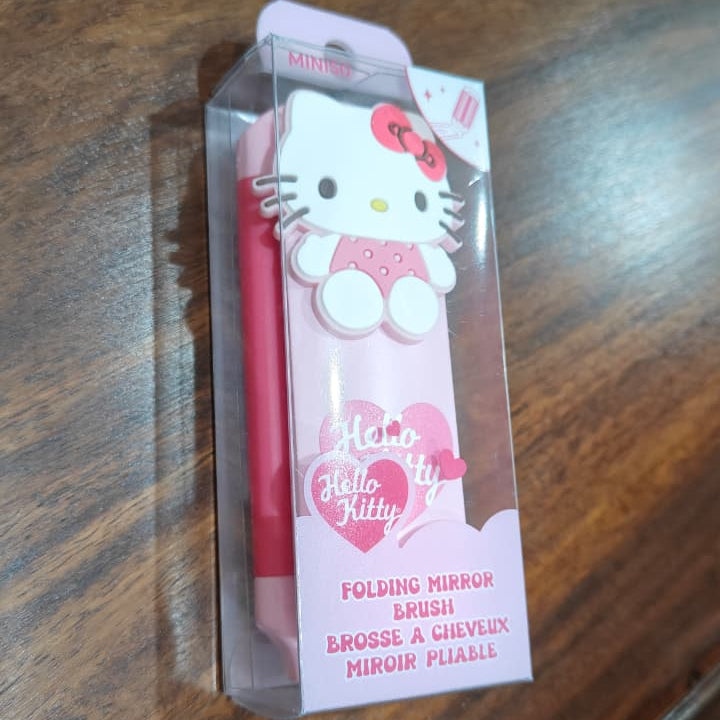 MINISO
Hello
Kitty
Hello
Kitty
FOLDING MIRROR
BRUSH
BROSSE A CHEVEUX
MIROIR PLIABLE